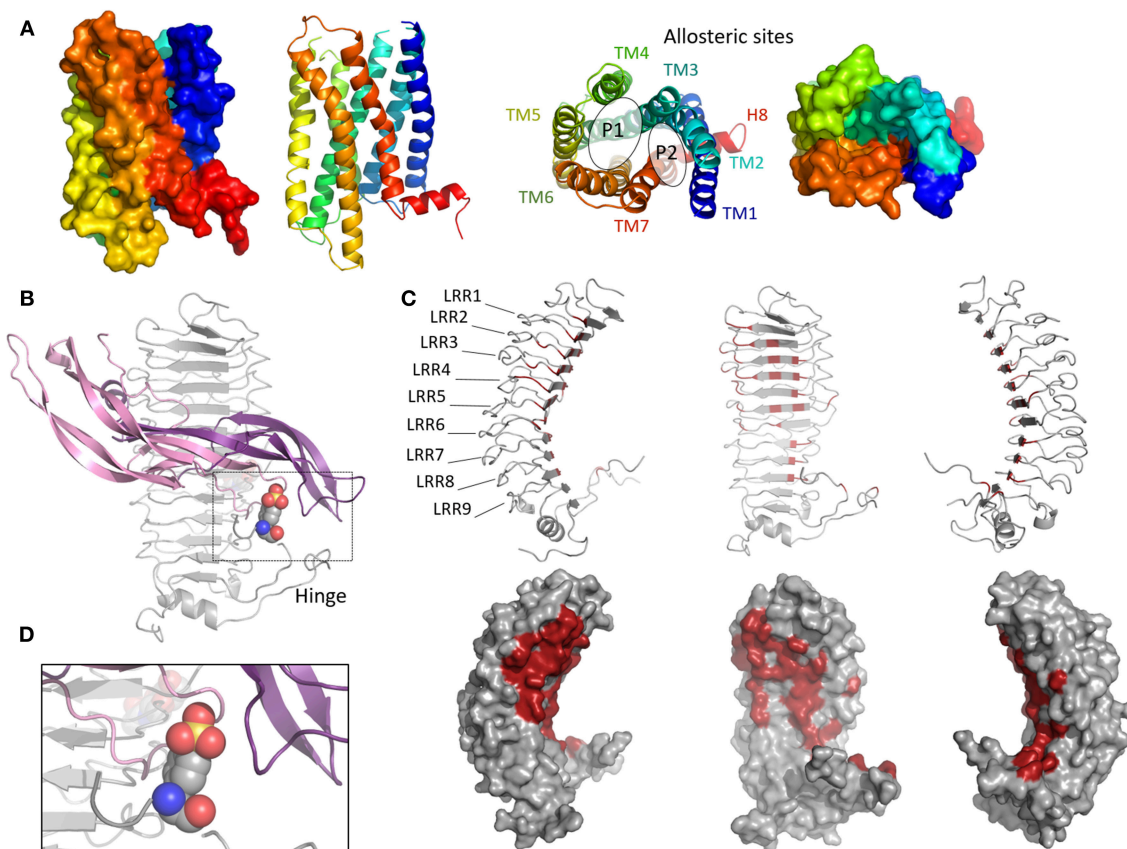 A
Allosteric sites
TM4
TM3
TM5
H8
P1
P2
TM2
TM6
TM7
TM1
B
C
LRR1
LRR2
LRR3
LRR4
LRR5
LRR6
LRR7
LRR8
LRR9
Hinge
D